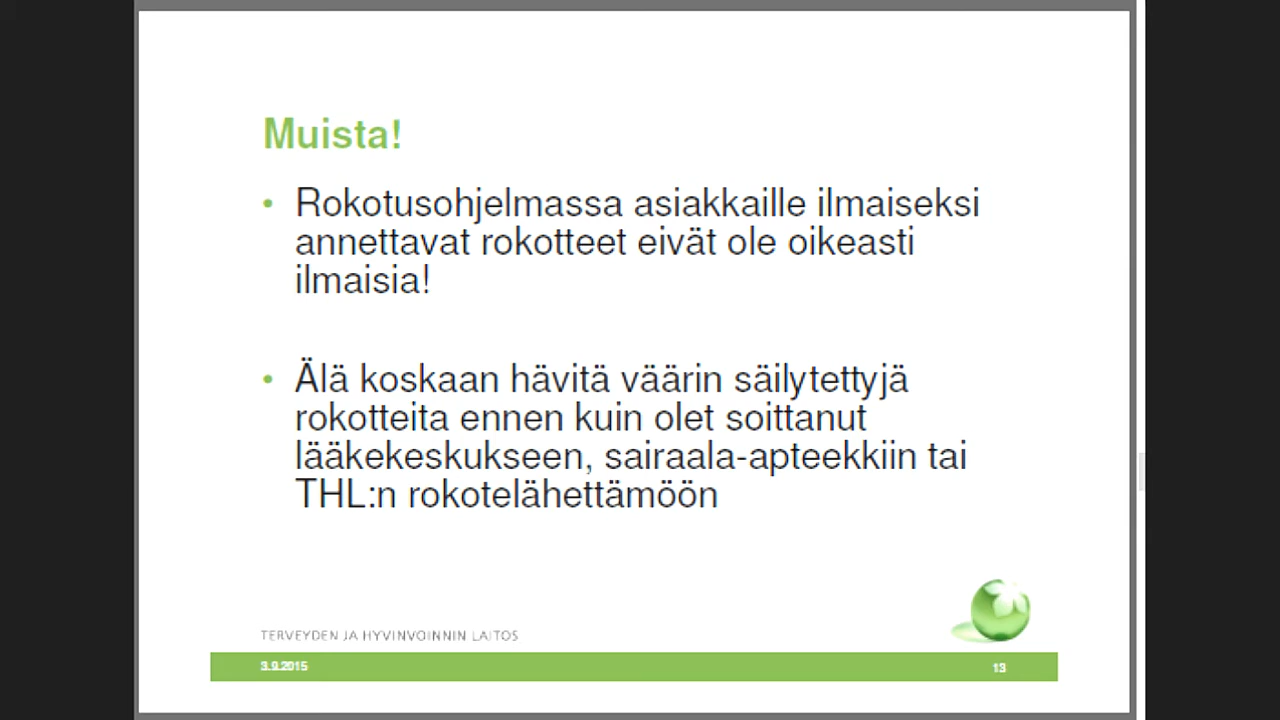 Muista!
• Rokotusohjelmassa asiakkaille ilmaiseksi
annettavat rokotteet eivät ole oikeasti
ilmaisia!
• Älä koskaan hävitä väärin säilytettyjä
rokotteita ennen kuin olet soittanut
lääkekeskukseen, sairaala-apteekkiin tai
THL:n rokotelähettämöön
TERVEYDEN JA HYVINVOINNIN LAITOS
3.9.2015
13